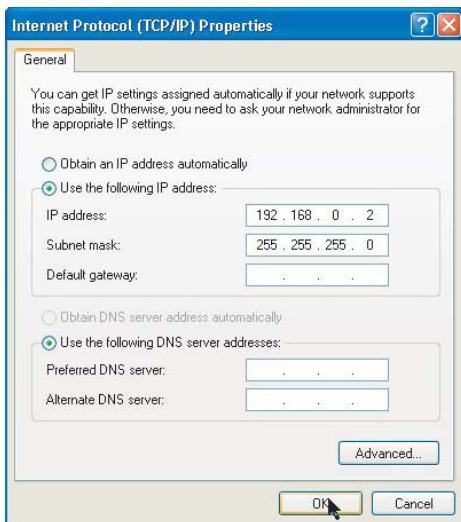 Internet Protocol (TCP/IP) Properties
General
You can get IP settings assigned automatically if your network supports
this capability. Otherwise, you need to ask your network administrator for
the appropriate IP settings.
Obtain an IP address automatically
Use the following IP address:
IP address: 192 . 168 . 0 . 2
Subnet mask: 255 . 255 . 255 . 0
Default gateway: . . .
Obtain DNS server address automatically
Use the following DNS server addresses:
Preferred DNS server: . . .
Alternate DNS server: . . .
Advanced...
OK Cancel